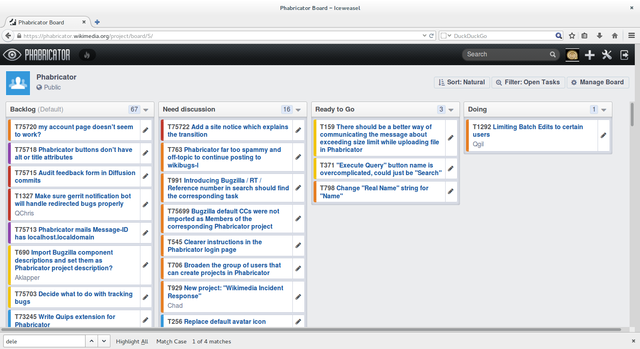 Phabricator Board - Iceweasel
Phabricator Board
https://phabricator.wikimedia.org/project/board/5/
DuckDuckGo
PHABRICATOR
Search
Phabricator
Public
Sort: Natural
Filter: Open Tasks
Manage Board
Backlog (Default)
67
T75720 my account page doesn't seem
to work?
T75718 Phabricator buttons don't have
alt or title attributes
T75715 Audit feedback form in Diffusion
commits
T1327 Make sure gerrit notification bot
will handle redirected bugs properly
QChris
T75713 Phabricator mails Message-ID
has localhost.localdomain
T690 Import Bugzilla component
descriptions and set them as
Phabricator project description?
Aklapper
T75703 Decide what to do with tracking
bugs
T73245 Write Quips extension for
Phabricator
Need discussion
16
T75722 Add a site notice which explains
the transition
T763 Phabricator far too spammy and
off-topic to continue posting to
wikibugs-l
T991 Introducing Bugzilla / RT /
Reference number in search should find
the corresponding task
T75699 Bugzilla default CCs were not
imported as Members of the
corresponding Phabricator project
T545 Clearer instructions in the
Phabricator login page
T706 Broaden the group of users that
can create projects in Phabricator
T929 New project: "Wikimedia Incident
Response"
Chad
T256 Replace default avatar icon
Ready to Go
3
T159 There should be a better way of
communicating the message about
exceeding size limit while uploading file
in Phabricator
T371 "Execute Query" button name is
overcomplicated, could just be "Search"
T798 Change "Real Name" string for
"Name"
Doing
1
T1292 Limiting Batch Edits to certain
users
Qgil
dele
Highlight All
Match Case
1 of 4 matches